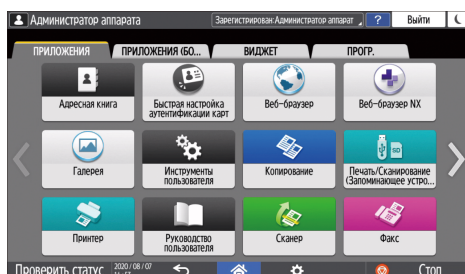 Администратор аппарата
Зарегистрирован:Администратор аппарат
?
Выйти
ПРИЛОЖЕНИЯ
ПРИЛОЖЕНИЯ (БО...
ВИДЖЕТ
ПРОГР.
Адресная книга
Быстрая настройка
аутентификации карт
Веб-браузер
Веб-браузер NX
Галерея
Инструменты
пользователя
Копирование
SD
Печать/Сканирование
(Запоминающее устро...
Принтер
Руководство
пользователя
Сканер
Факс
Проверить статус
2020 / 08 / 07
Стоп